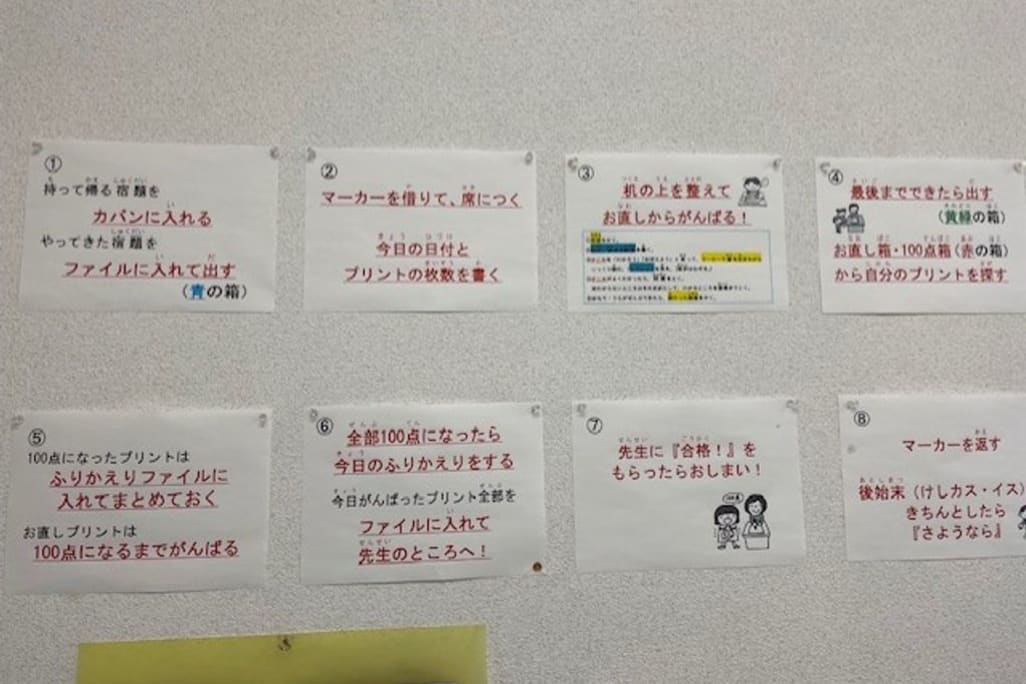 ①
持って帰る宿題を
カバンに入れる
やってきた宿題を
ファイルに入れて出す
(青の箱)
②
マーカーを借りて、席につく
今日の日付と
プリントの枚数を書く
③
机の上を整えて
お直しからがんばる！
④
最後までできたら出す
(黄緑の箱)
お直し箱・100点箱(赤の箱)
から自分のプリントを探す
⑤
100点になったプリントは
ふりかえりファイルに
入れてまとめておく
お直しプリントは
100点になるまでがんばる
⑥
全部100点になったら
今日のふりかえりをする
今日がんばったプリント全部を
ファイルに入れて
先生のところへ！
⑦
先生に『合格！』を
もらったらおしまい！
⑧
マーカーを返す
後始末(けしカス・イス)
きちんとしたら
『さようなら』